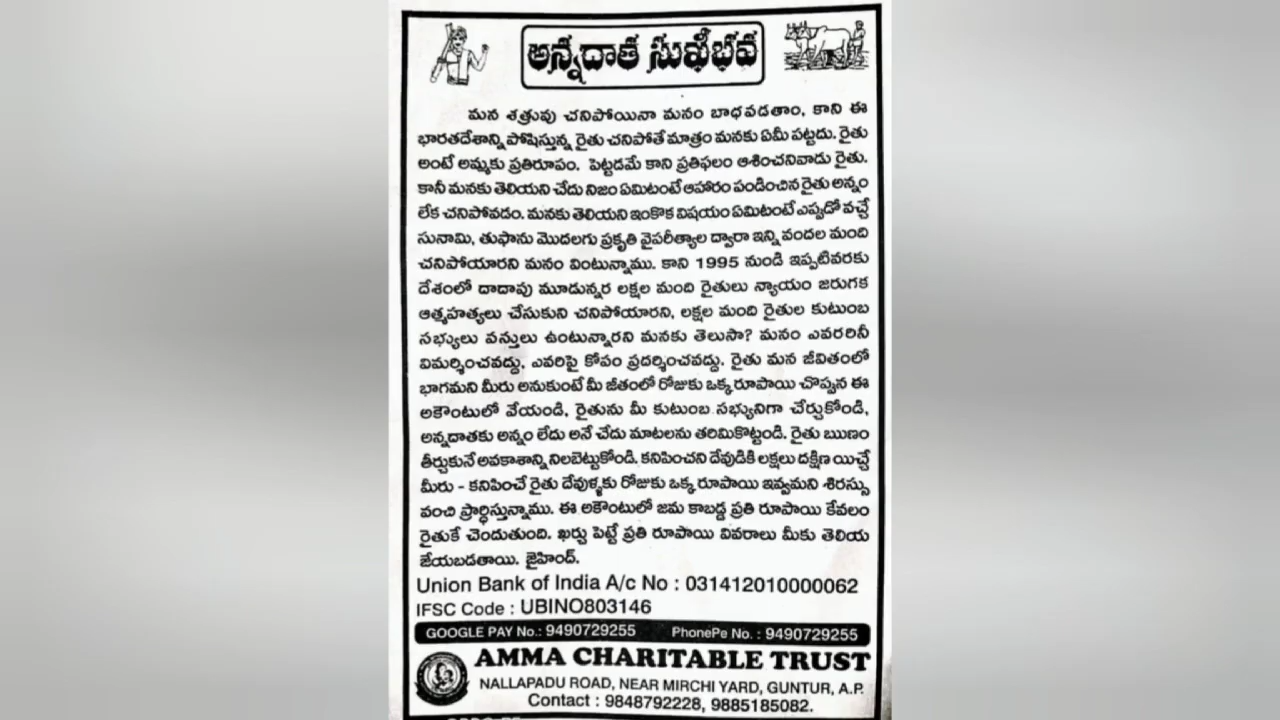 అన్నదాత సుఖీభవ
మన శత్రువు చనిపోయినా మనం బాధపడతాం, కాని ఈ
భారతదేశాన్ని పోషిస్తున్న రైతు చనిపోతే మాత్రం మనకు ఏమీ పట్టదు. రైతు
అంటే అమ్మకు ప్రతిరూపం. పెట్టడమే కాని ప్రతిఫలం ఆశించనివాడు రైతు.
కానీ మనకు తెలియని చేదు నిజం ఏమిటంటే ఆహారం పండించిన రైతు అన్నం
లేక చనిపోవడం. మనకు తెలియని ఇంకొక విషయం ఏమిటంటే ఎప్పుడో వచ్చే
సునామి, తుఫాను మొదలగు ప్రకృతి వైపరీత్యాల ద్వారా ఇన్ని వందల మంది
చనిపోయారని మనం వింటున్నాము. కాని 1995 నుండి ఇప్పటివరకు
దేశంలో దాదాపు మూడున్నర లక్షల మంది రైతులు న్యాయం జరుగక
ఆత్మహత్యలు చేసుకుని చనిపోయారని, లక్షల మంది రైతుల కుటుంబ
సభ్యులు పస్తులు ఉంటున్నారని మనకు తెలుసా? మనం ఎవరరినీ
విమర్శించవద్దు, ఎవరిపై కోపం ప్రదర్శించవద్దు. రైతు మన జీవితంలో
భాగమని మీరు అనుకుంటే మీ జీతంలో రోజుకు ఒక్క రూపాయి చొప్పున ఈ
అకౌంటులో వేయండి, రైతును మీ కుటుంబ సభ్యునిగా చేర్చుకోండి,
అన్నదాతకు అన్నం లేదు అనే చేదు మాటలను తరిమికొట్టండి. రైతు ఋణం
తీర్చుకునే అవకాశాన్ని నిలబెట్టుకోండి. కనిపించని దేవుడికి లక్షలు దక్షిణ యిచ్చే
మీరు - కనిపించే రైతు దేవుళ్ళకు రోజుకు ఒక్క రూపాయి ఇవ్వమని శిరస్సు
వంచి ప్రార్ధిస్తున్నాము. ఈ అకౌంటులో జమ కాబడ్డ ప్రతి రూపాయి కేవలం
రైతుకే చెందుతుంది. ఖర్చు పెట్టే ప్రతి రూపాయి వివరాలు మీకు తెలియ
జేయబడతాయి. జైహింద్.
Union Bank of India A/c No : 031412010000062
IFSC Code : UBINO803146
GOOGLE PAY No.: 9490729255 PhonePe No. : 9490729255
AMMA CHARITABLE TRUST
NALLAPADU ROAD, NEAR MIRCHI YARD, GUNTUR, A.P.
Contact : 9848792228, 9885185082.